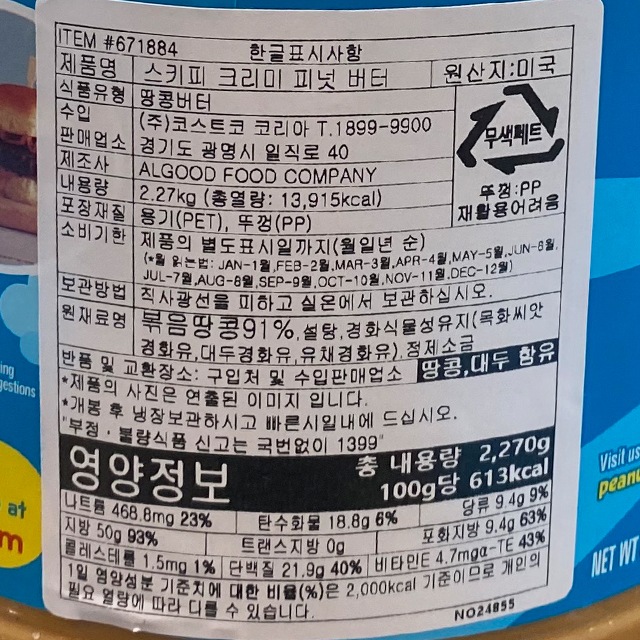 ITEM #671884 한글표시사항
제품명 스키피 크리미 피넛 버터 원산지:미국
식품유형 땅콩버터
수입 (주)코스트코 코리아 T.1899-9900
판매업소 경기도 광명시 일직로 40
제조사 ALGOOD FOOD COMPANY
내용량 2.27kg (총열량: 13,915kcal)
포장재질 용기(PET), 뚜껑(PP)
무색페트
뚜껑:PP
재활용어려움
소비기한 제품의 별도표시일까지(월일년 순)
(*월 읽는법: JAN-1월,FEB-2월,MAR-3월,APR-4월,MAY-5월,JUN-6월,
JUL-7월,AUG-8월,SEP-9월,OCT-10월,NOV-11월,DEC-12월)
보관방법 직사광선을 피하고 실온에서 보관하십시오.
원재료명 볶음땅콩91%,설탕,경화식물성유지(목화씨앗
경화유,대두경화유,유채경화유),정제소금
반품 및 교환장소: 구입처 및 수입판매업소 땅콩,대두 함유
*제품의 사진은 연출된 이미지 입니다.
*개봉 후 냉장보관하시고 빠른시일내에 드십시오.
"부정·불량식품 신고는 국번없이 1399"
영양정보 총 내용량 2,270g
100g당 613kcal
나트륨 468.8mg 23% 탄수화물 18.8g 6% 당류 9.4g 9%
지방 50g 93% 트랜스지방 0g 포화지방 9.4g 63%
콜레스테롤 1.5mg 1% 단백질 21.9g 40% 비타민E 4.7mgα-TE 43%
1일 영양성분 기준치에 대한 비율(%)은 2,000kcal 기준이므로 개인의
필요 열량에 따라 다를 수 있습니다.
NO24855
at
Visit us
NET WT